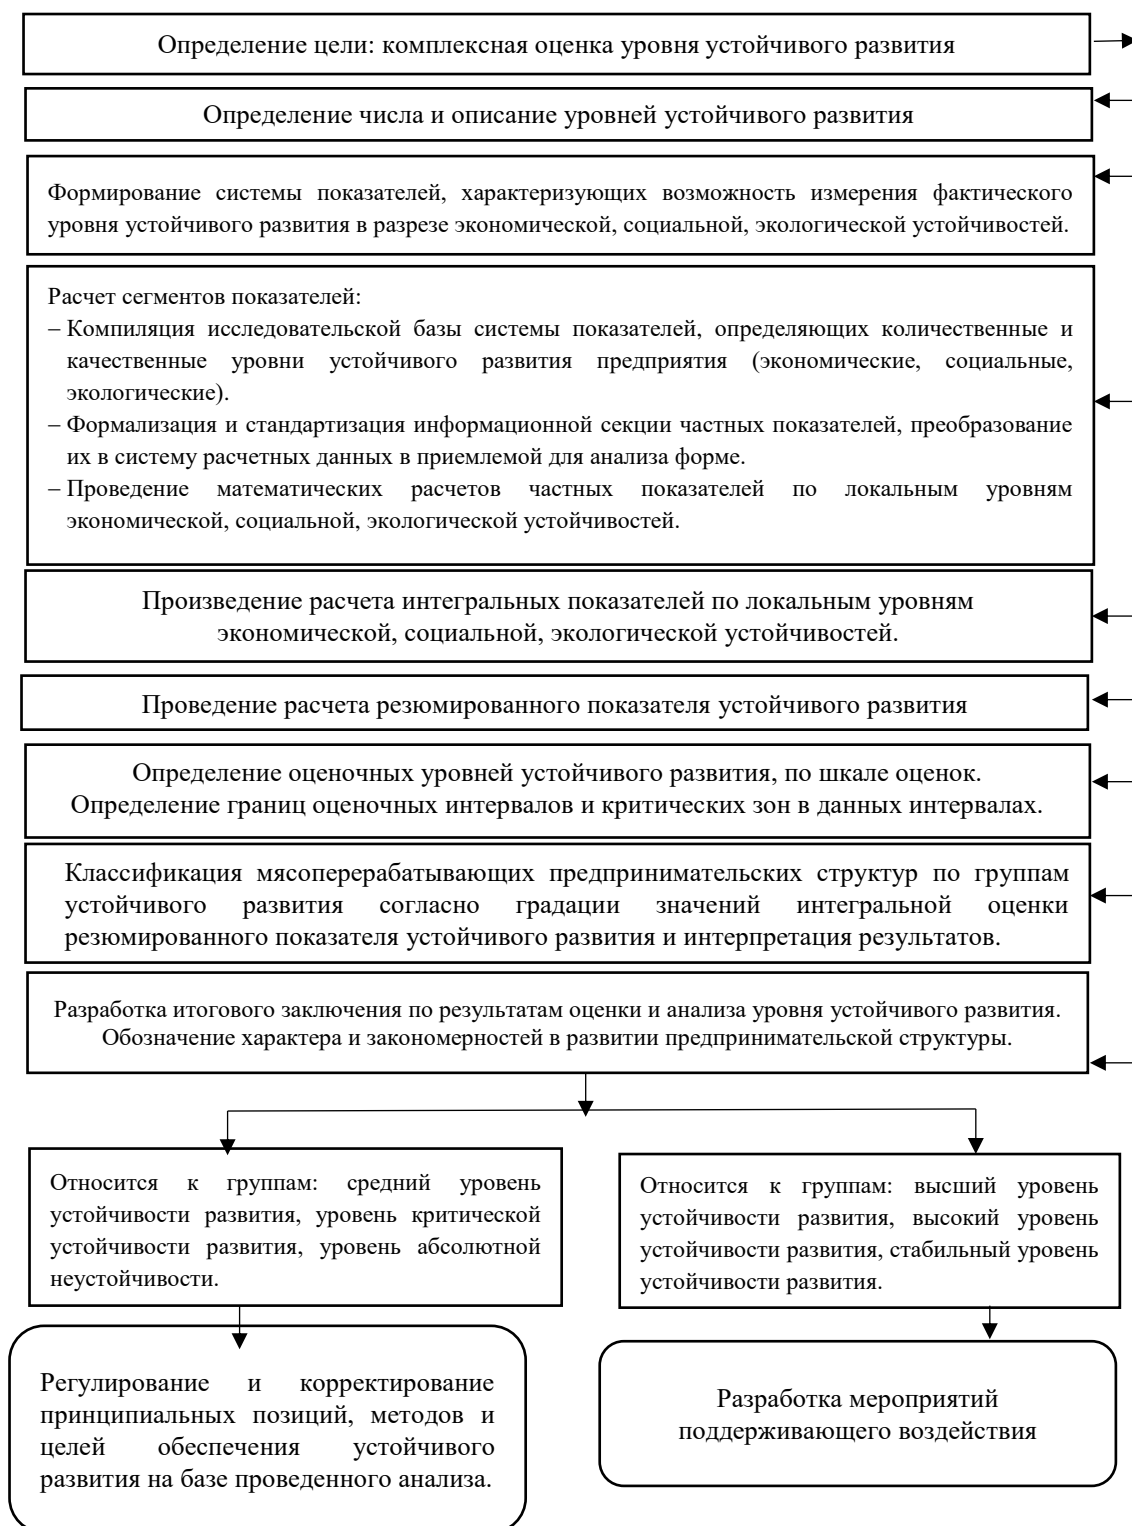 Определение цели: комплексная оценка уровня устойчивого развития
Определение числа и описание уровней устойчивого развития
Формирование системы показателей, характеризующих возможность измерения фактического
уровня устойчивого развития в разрезе экономической, социальной, экологической устойчивостей.
Расчет сегментов показателей:
– Компиляция исследовательской базы системы показателей, определяющих количественные и
качественные уровни устойчивого развития предприятия (экономические, социальные,
экологические).
– Формализация и стандартизация информационной секции частных показателей, преобразование
их в систему расчетных данных в приемлемой для анализа форме.
– Проведение математических расчетов частных показателей по локальным уровням
экономической, социальной, экологической устойчивостей.
Произведение расчета интегральных показателей по локальным уровням
экономической, социальной, экологической устойчивостей.
Проведение расчета резюмированного показателя устойчивого развития
Определение оценочных уровней устойчивого развития, по шкале оценок.
Определение границ оценочных интервалов и критических зон в данных интервалах.
Классификация мясоперерабатывающих предпринимательских структур по группам
устойчивого развития согласно градации значений интегральной оценки
резюмированного показателя устойчивого развития и интерпретация результатов.
Разработка итогового заключения по результатам оценки и анализа уровня устойчивого развития.
Обозначение характера и закономерностей в развитии предпринимательской структуры.
Относится к группам: средний уровень
устойчивости развития, уровень критической
устойчивости развития, уровень абсолютной
неустойчивости.
Относится к группам: высший уровень
устойчивости развития, высокий уровень
устойчивости развития, стабильный уровень
устойчивости развития.
Регулирование и корректирование
принципиальных позиций, методов и
целей обеспечения устойчивого
развития на базе проведенного анализа.
Разработка мероприятий
поддерживающего воздействия